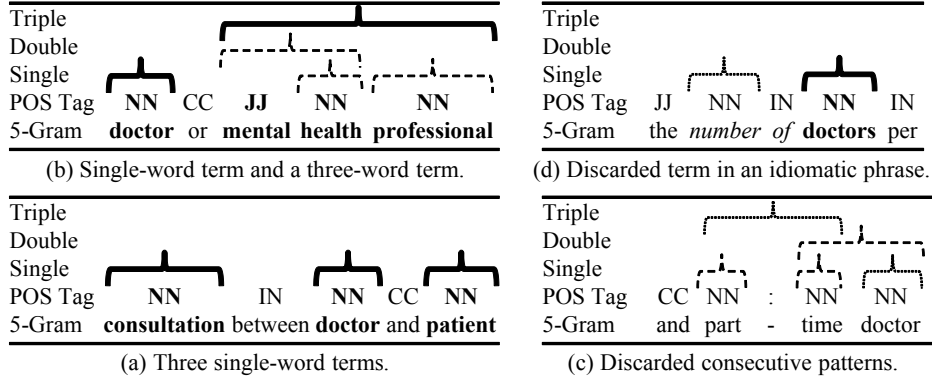 Triple
Double
Single
POS Tag NN CC JJ NN NN
5-Gram doctor or mental health professional
(b) Single-word term and a three-word term.
Triple
Double
Single
POS Tag JJ NN IN NN IN
5-Gram the number of doctors per
(d) Discarded term in an idiomatic phrase.
Triple
Double
Single
POS Tag NN IN NN CC NN
5-Gram consultation between doctor and patient
(a) Three single-word terms.
Triple
Double
Single
POS Tag CC NN : NN NN
5-Gram and part - time doctor
(c) Discarded consecutive patterns.